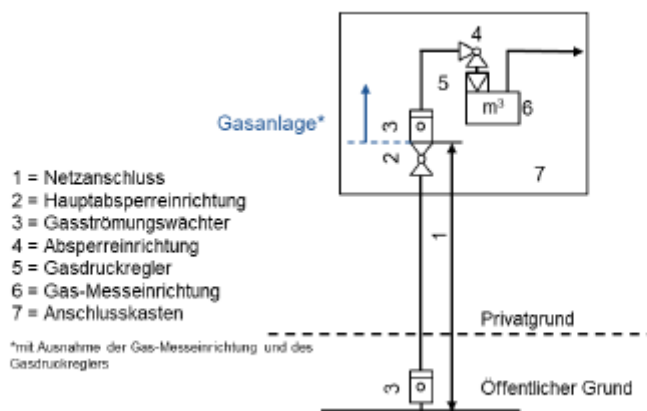 4
5
m³
6
Gasanlage*
3
2
7
1
1 = Netzanschluss
2 = Hauptabsperreinrichtung
3 = Gasströmungswächter
4 = Absperreinrichtung
5 = Gasdruckregler
6 = Gas-Messeinrichtung
7 = Anschlusskasten
*mit Ausnahme der Gas-Messeinrichtung und des
Gasdruckreglers
Privatgrund
3
Öffentlicher Grund